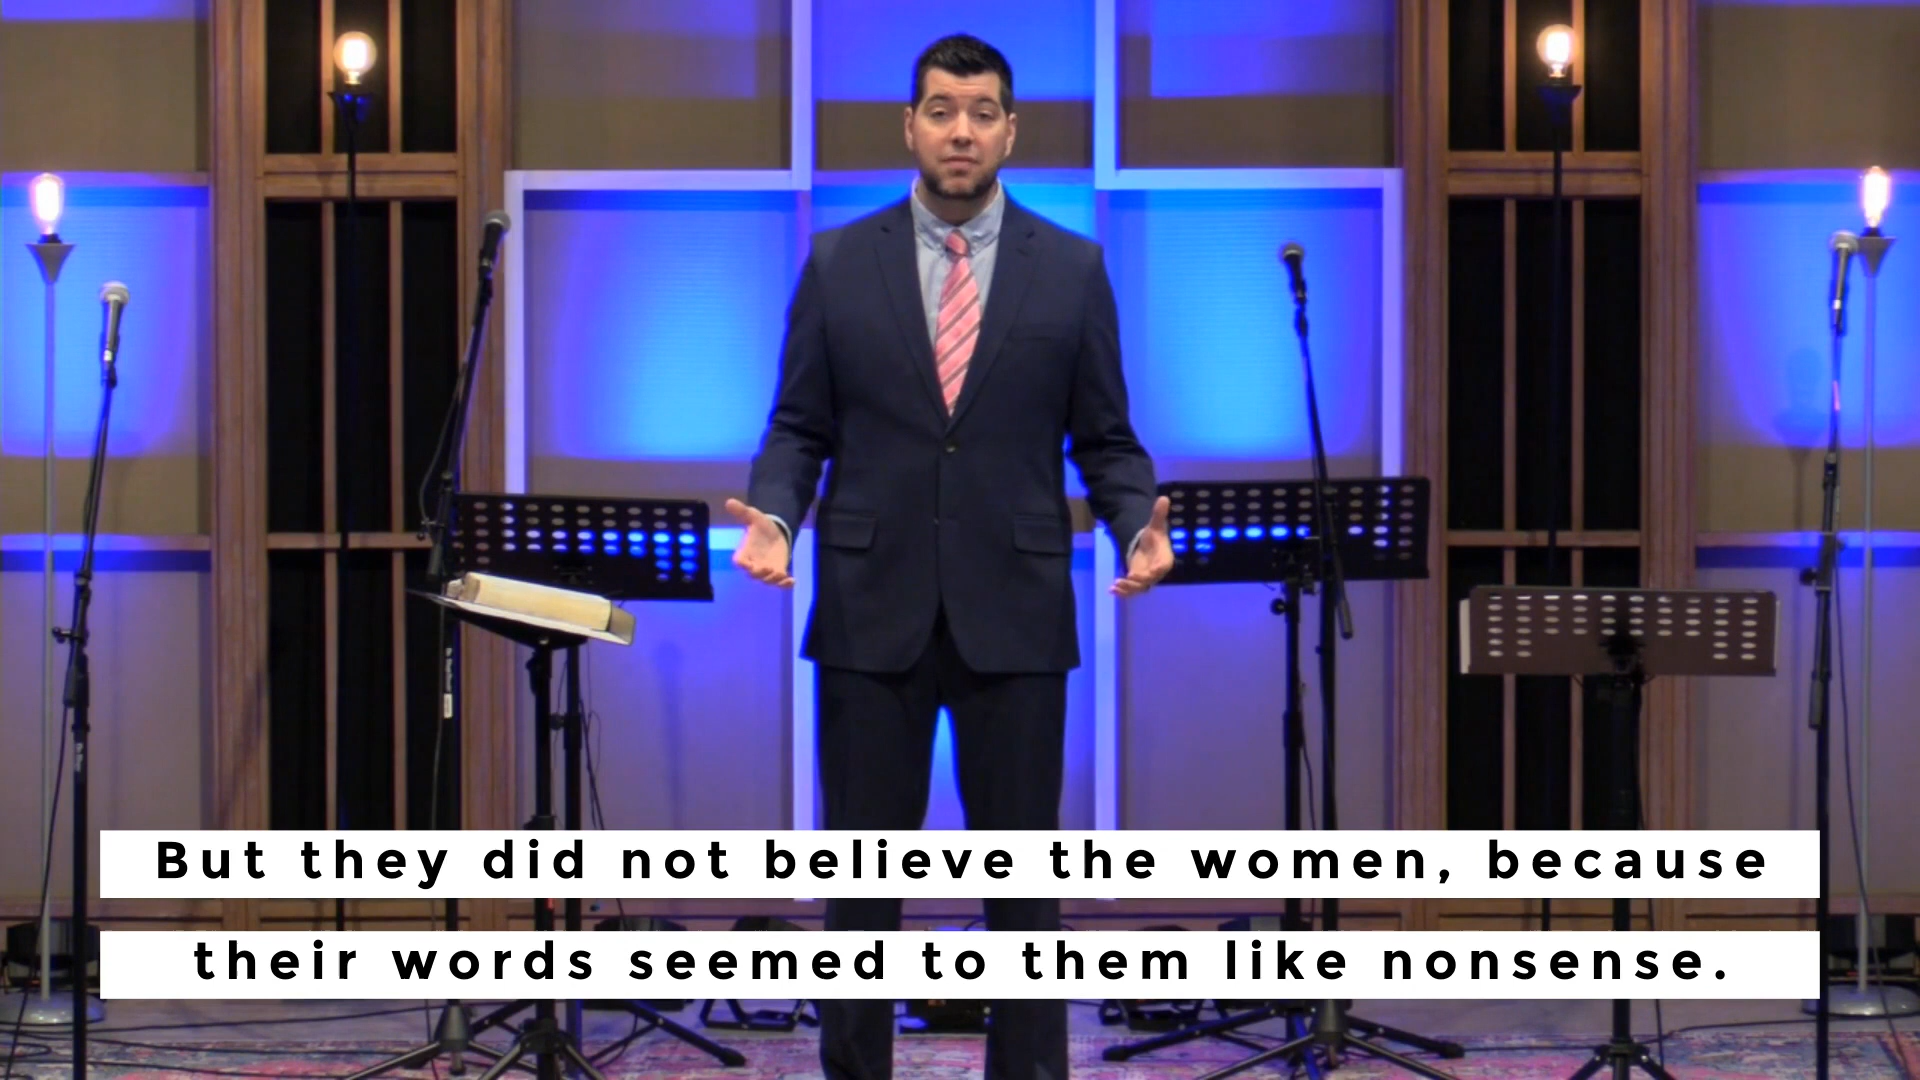 But they did not believe the women, because
their words seemed to them like nonsense.